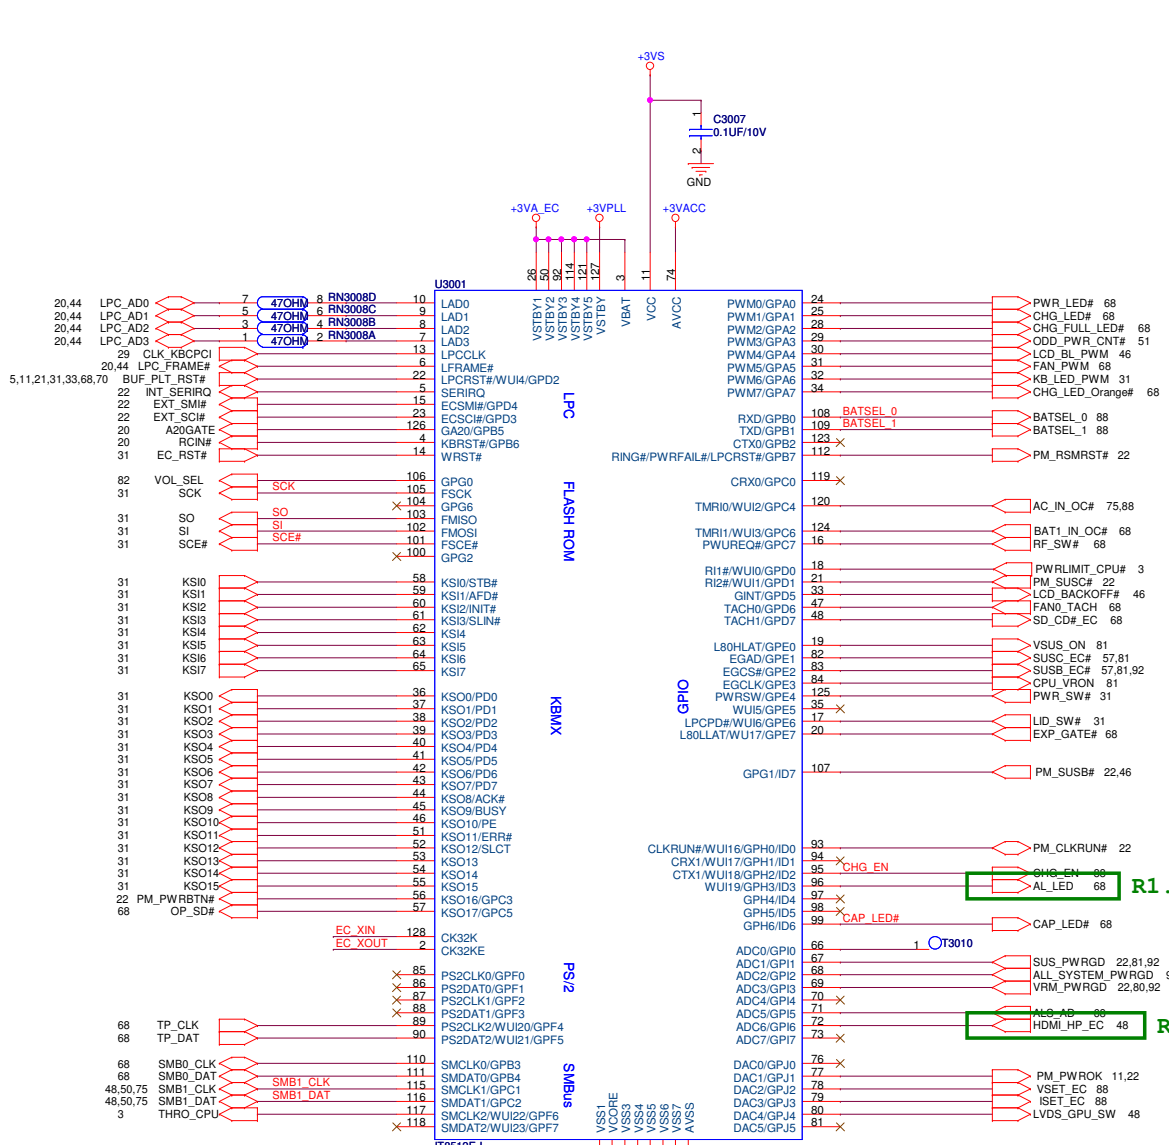 +3VS
1
C3007
0.1UF/10V
2
GND
+3VA_EC +3VPLL +3VACC
26 50 92 114 121 127 3 11 74
U3001
VSTBY1 VSTBY2 VSTBY3 VSTBY4 VSTBY5 VSTBY VBAT VCC AVCC
20,44 LPC_AD0 7 47OHM 8 RN3008D 10 LAD0
20,44 LPC_AD1 5 47OHM 6 RN3008C 9 LAD1
20,44 LPC_AD2 3 47OHM 4 RN3008B 8 LAD2
20,44 LPC_AD3 1 47OHM 2 RN3008A 7 LAD3
29 CLK_KBCPCI 13 LPCCLK
20,44 LPC_FRAME# 6 LFRAME#
5,11,21,31,33,68,70 BUF_PLT_RST# 22 LPCRST#/WUI4/GPD2
22 INT_SERIRQ 5 SERIRQ
22 EXT_SMI# 15 ECSMI#/GPD4
22 EXT_SCI# 23 ECSCI#/GPD3
20 A20GATE 126 GA20/GPB5
20 RCIN# 4 KBRST#/GPB6
31 EC_RST# 14 WRST#
LPC
82 VOL_SEL 106 GPG0
31 SCK SCK 105 FSCK
104 GPG6
31 SO SO 103 FMISO
31 SI SI 102 FMOSI
31 SCE# SCE# 101 FSCE#
100 GPG2
FLASH ROM
31 KSI0 58 KSI0/STB#
31 KSI1 59 KSI1/AFD#
31 KSI2 60 KSI2/INIT#
31 KSI3 61 KSI3/SLIN#
31 KSI4 62 KSI4
31 KSI5 63 KSI5
31 KSI6 64 KSI6
31 KSI7 65 KSI7
31 KSO0 36 KSO0/PD0
31 KSO1 37 KSO1/PD1
31 KSO2 38 KSO2/PD2
31 KSO3 39 KSO3/PD3
31 KSO4 40 KSO4/PD4
31 KSO5 41 KSO5/PD5
31 KSO6 42 KSO6/PD6
31 KSO7 43 KSO7/PD7
31 KSO8 44 KSO8/ACK#
31 KSO9 45 KSO9/BUSY
31 KSO10 46 KSO10/PE
31 KSO11 51 KSO11/ERR#
31 KSO12 52 KSO12/SLCT
31 KSO13 53 KSO13
31 KSO14 54 KSO14
31 KSO15 55 KSO15
22 PM_PWRBTN# 56 KSO16/GPC3
68 OP_SD# 57 KSO17/GPC5
KBMX
EC_XIN 128 CK32K
EC_XOUT 2 CK32KE
85 PS2CLK0/GPF0
86 PS2DAT0/GPF1
87 PS2CLK1/GPF2
88 PS2DAT1/GPF3
68 TP_CLK 89 PS2CLK2/WUI20/GPF4
68 TP_DAT 90 PS2DAT2/WUI21/GPF5
PS/2
68 SMB0_CLK 110 SMCLK0/GPB3
68 SMB0_DAT 111 SMDAT0/GPB4
48,50,75 SMB1_CLK SMB1_CLK 115 SMCLK1/GPC1
48,50,75 SMB1_DAT SMB1_DAT 116 SMDAT1/GPC2
3 THRO_CPU 117 SMCLK2/WUI22/GPF6
118 SMDAT2/WUI23/GPF7
SMBus
PWM0/GPA0 24 PWR_LED# 68
PWM1/GPA1 25 CHG_LED# 68
PWM2/GPA2 28 CHG_FULL_LED# 68
PWM3/GPA3 29 ODD_PWR_CNT# 51
PWM4/GPA4 30 LCD_BL_PWM 46
PWM5/GPA5 31 FAN_PWM 68
PWM6/GPA6 32 KB_LED_PWM 31
PWM7/GPA7 34 CHG_LED_Orange# 68
RXD/GPB0 108 BATSEL_0 BATSEL_0 88
TXD/GPB1 109 BATSEL_1 BATSEL_1 88
CTX0/GPB2 123
RING#/PWRFAIL#/LPCRST#/GPB7 112 PM_RSMRST# 22
CRX0/GPC0 119
TMRI0/WUI2/GPC4 120 AC_IN_OC# 75,88
TMRI1/WUI3/GPC6 124 BAT1_IN_OC# 68
PWUREQ#/GPC7 16 RF_SW# 68
RI1#/WUI0/GPD0 18 PWRLIMIT_CPU# 3
RI2#/WUI1/GPD1 21 PM_SUSC# 22
GINT/GPD5 33 LCD_BACKOFF# 46
TACH0/GPD6 47 FAN0_TACH 68
TACH1/GPD7 48 SD_CD#_EC 68
L80HLAT/GPE0 19 VSUS_ON 81
EGAD/GPE1 82 SUSC_EC# 57,81
EGCS#/GPE2 83 SUSB_EC# 57,81,92
EGCLK/GPE3 84 CPU_VRON 81
PWRSW/GPE4 125 PWR_SW# 31
WUI5/GPE5 35
LPCPD#/WUI6/GPE6 17 LID_SW# 31
L80LLAT/WU17/GPE7 20 EXP_GATE# 68
GPIO
GPG1/ID7 107 PM_SUSB# 22,46
CLKRUN#/WUI16/GPH0/ID0 93 PM_CLKRUN# 22
CRX1/WUI17/GPH1/ID1 94
CTX1/WUI18/GPH2/ID2 95 CHG_EN CHG_EN
WUI19/GPH3/ID3 96 AL_LED 68 R1.
GPH4/ID4 97
GPH5/ID5 98
GPH6/ID6 99 CAP_LED# CAP_LED# 68
ADC0/GPI0 66 1 T3010
ADC1/GPI1 67 SUS_PWRGD 22,81,92
ADC2/GPI2 68 ALL_SYSTEM_PWRGD 9
ADC3/GPI3 69 VRM_PWRGD 22,80,92
ADC4/GPI4 70
ADC5/GPI5 71 ALS_AD
ADC6/GPI6 72 HDMI_HP_EC 48 R
ADC7/GPI7 73
DAC0/GPJ0 76
DAC1/GPJ1 77 PM_PWROK 11,22
DAC2/GPJ2 78 VSET_EC 88
DAC3/GPJ3 79 ISET_EC 88
DAC4/GPJ4 80 LVDS_GPU_SW 48
DAC5/GPJ5 81
VSS1 VCORE VSS3 VSS4 VSS5 VSS6 VSS7 AVSS